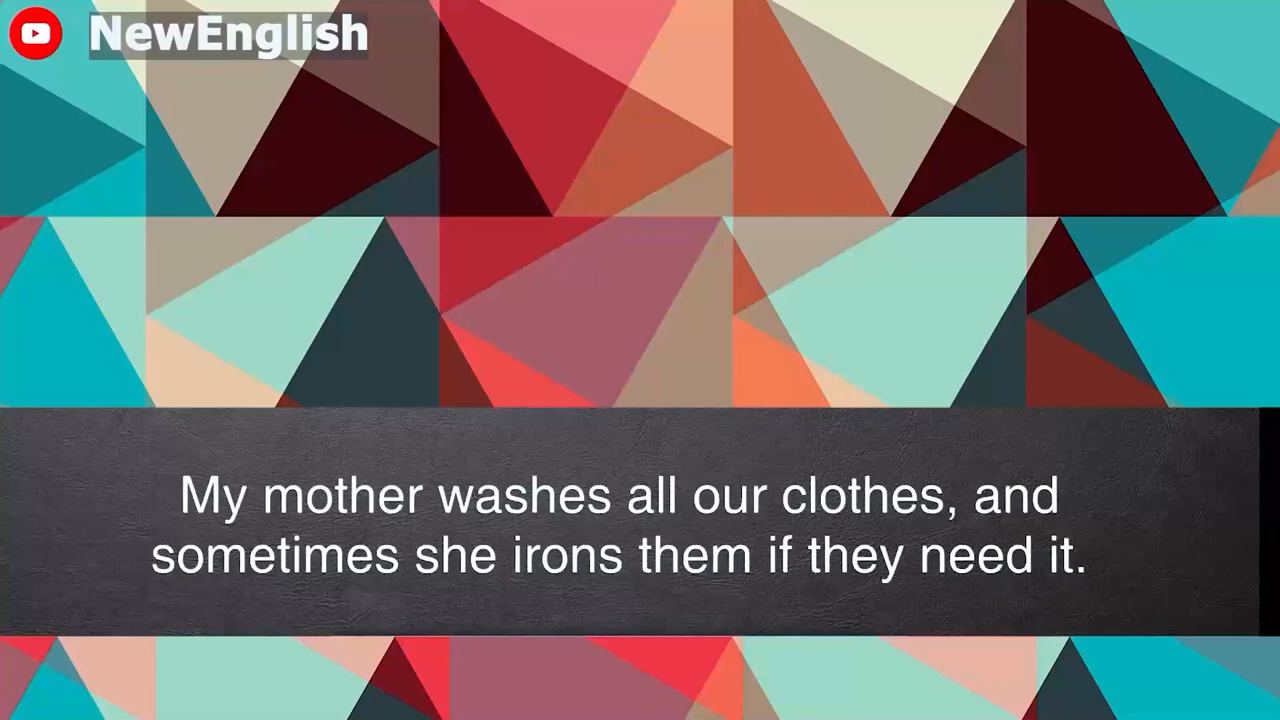 NewEnglish
My mother washes all our clothes, and
sometimes she irons them if they need it.